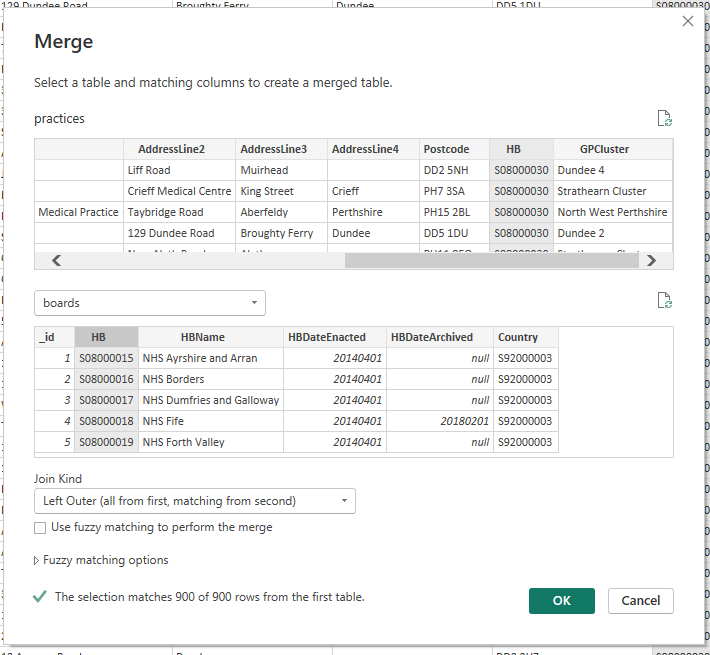 129 Dundee Road Broughty Ferry Dundee DD5 1DU S08000030
Merge
Select a table and matching columns to create a merged table.
practices
AddressLine2 AddressLine3 AddressLine4 Postcode HB GPCluster
Liff Road Muirhead DD2 5NH S08000030 Dundee 4
Crieff Medical Centre King Street Crieff PH7 3SA S08000030 Strathearn Cluster
Medical Practice Taybridge Road Aberfeldy Perthshire PH15 2BL S08000030 North West Perthshire
129 Dundee Road Broughty Ferry Dundee DD5 1DU S08000030 Dundee 2
boards
_id HB HBName HBDateEnacted HBDateArchived Country
1 S08000015 NHS Ayrshire and Arran 20140401 null S92000003
2 S08000016 NHS Borders 20140401 null S92000003
3 S08000017 NHS Dumfries and Galloway 20140401 null S92000003
4 S08000018 NHS Fife 20140401 20180201 S92000003
5 S08000019 NHS Forth Valley 20140401 null S92000003
Join Kind
Left Outer (all from first, matching from second)
Use fuzzy matching to perform the merge
Fuzzy matching options
The selection matches 900 of 900 rows from the first table.
OK Cancel